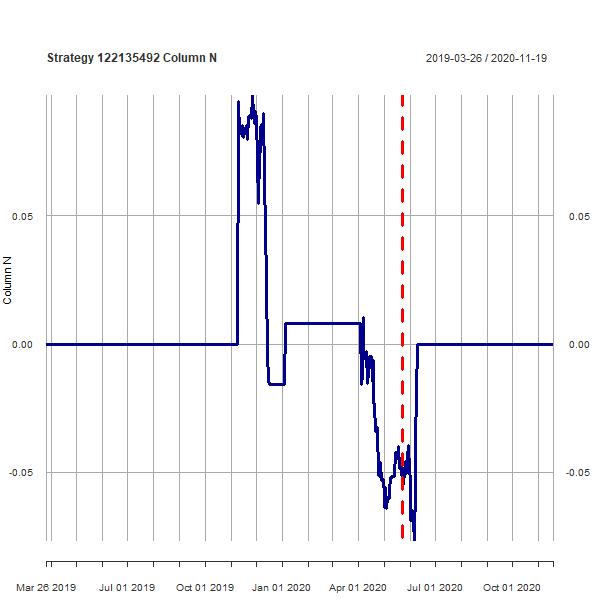 Strategy 122135492 Column N
2019-03-26 / 2020-11-19
Column N
0.05
0.05
0.00
0.00
-0.05
-0.05
Mar 26 2019
Jul 01 2019
Oct 01 2019
Jan 01 2020
Apr 01 2020
Jul 01 2020
Oct 01 2020